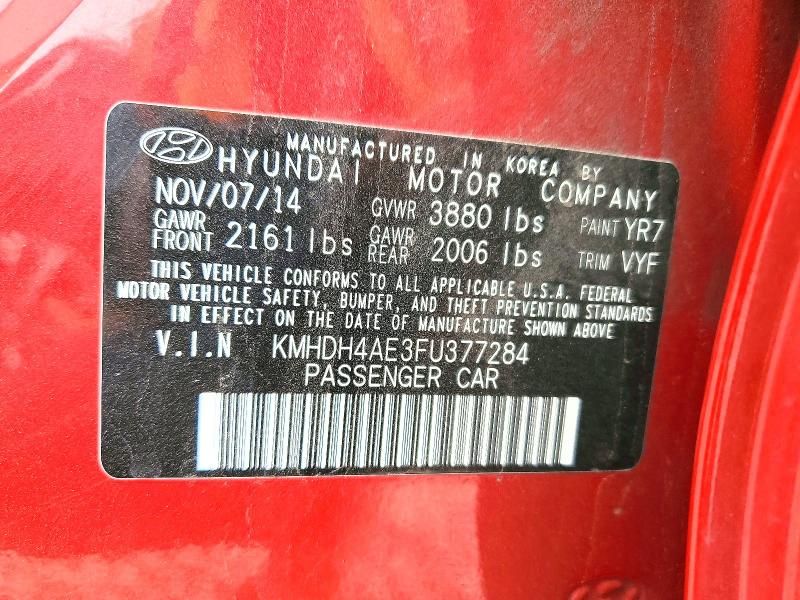 MANUFACTURED IN KOREA BY
HYUNDAI MOTOR COMPANY
NOV/07/14 GVWR 3880 lbs PAINT YR7
GAWR FRONT 2161 lbs GAWR REAR 2006 lbs TRIM VYF
THIS VEHICLE CONFORMS TO ALL APPLICABLE U.S.A. FEDERAL
MOTOR VEHICLE SAFETY, BUMPER, AND THEFT PREVENTION STANDARDS
IN EFFECT ON THE DATE OF MANUFACTURE SHOWN ABOVE
V.I.N KMHDH4AE3FU377284
PASSENGER CAR